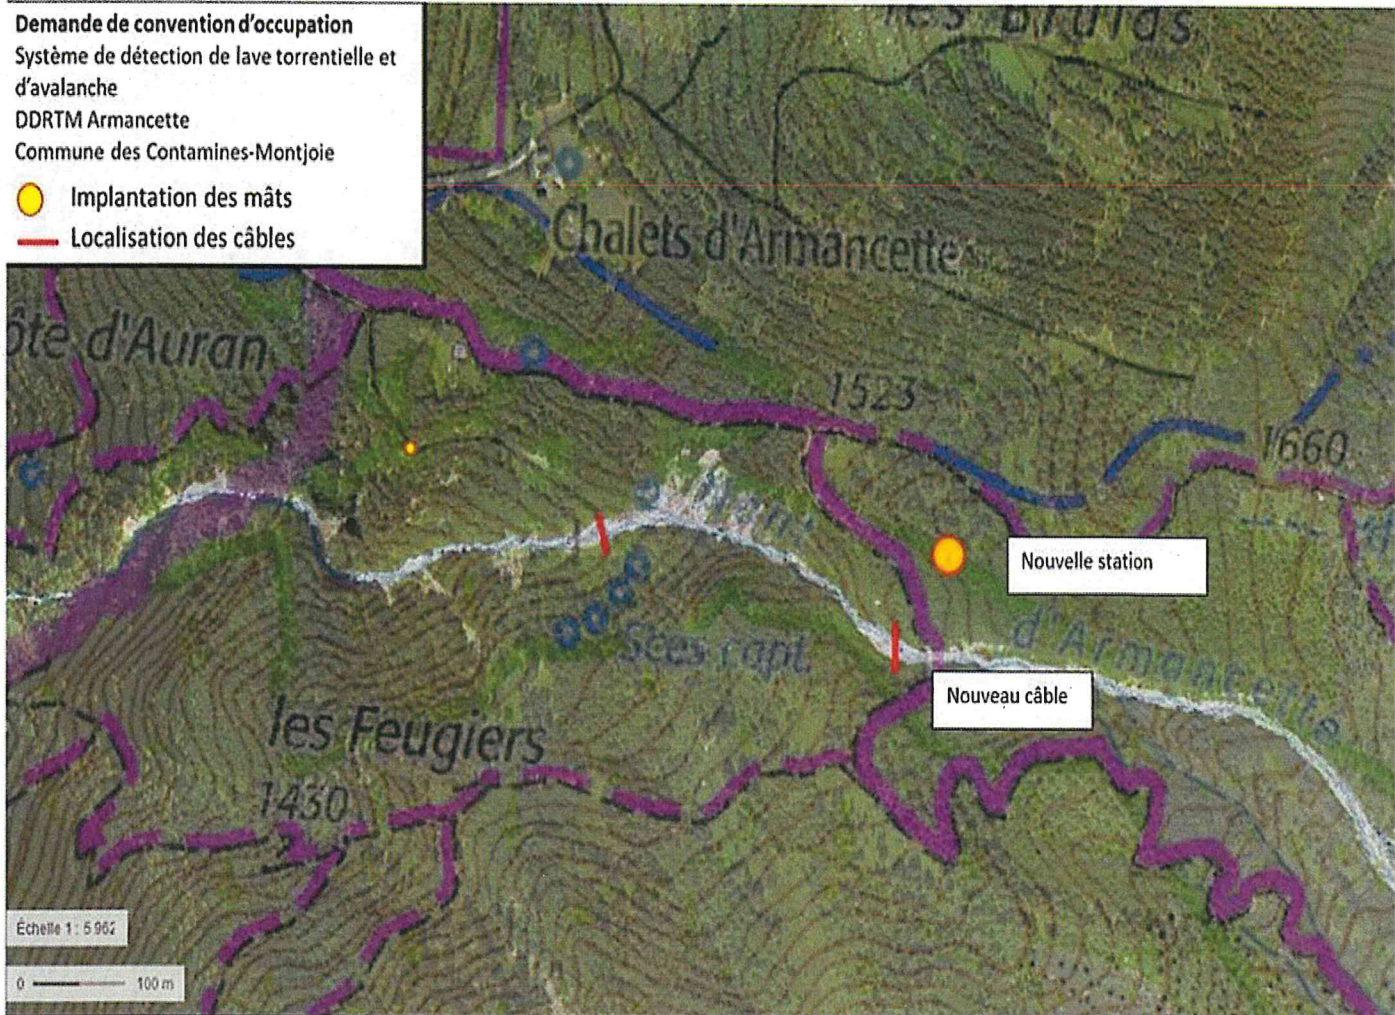 Demande de convention d'occupation
Système de détection de lave torrentielle et
d'avalanche
DDRTM Armancette
Commune des Contamines-Montjoie
Implantation des mâts
Localisation des câbles
les
Chalets d'Armancette
ôte d'Auran
1523
1660
Nouvelle station
d'Armancette
Sces capt.
Nouveau câble
les Feugiers
1430
Échelle 1 : 5 962
0 100 m